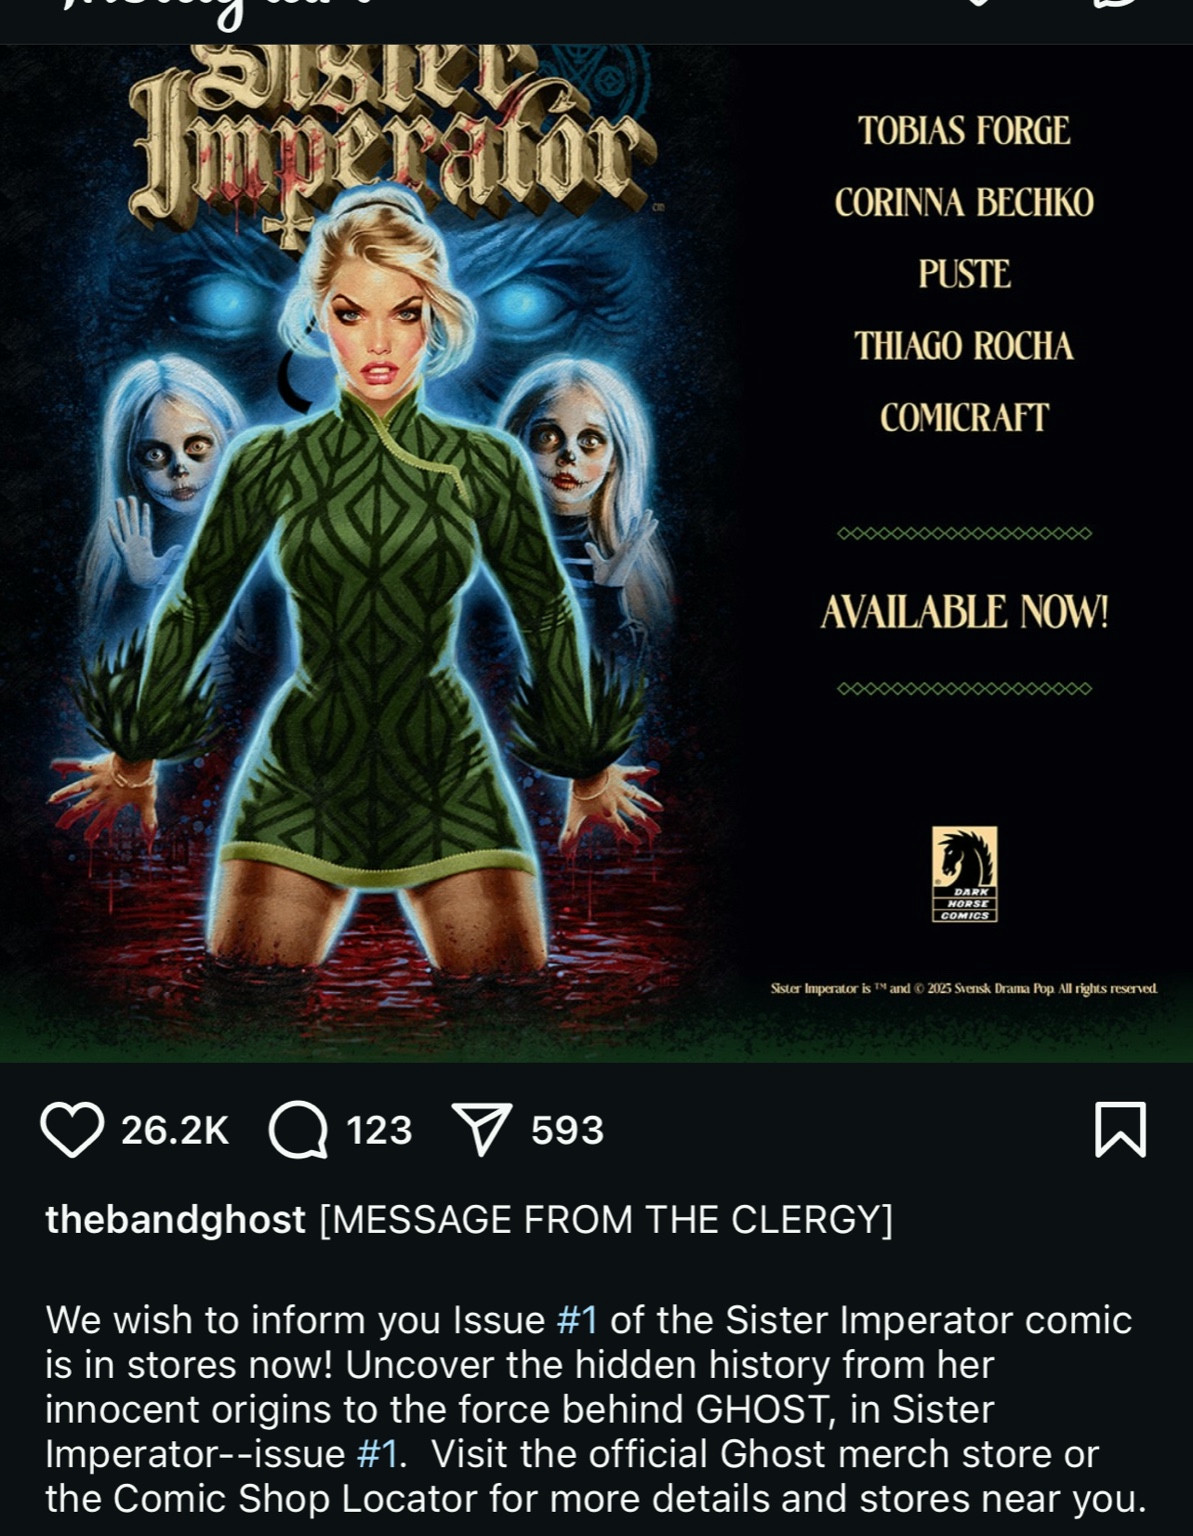 Sister
Imperator
TOBIAS FORGE
CORINNA BECHKO
PUSTE
THIAGO ROCHA
COMICRAFT
AVAILABLE NOW!
DARK
HORSE
COMICS
Sister Imperator is ™ and © 2025 Svensk Drama Pop. All rights reserved.
26.2K 123 593
thebandghost [MESSAGE FROM THE CLERGY]
We wish to inform you Issue #1 of the Sister Imperator comic
is in stores now! Uncover the hidden history from her
innocent origins to the force behind GHOST, in Sister
Imperator--issue #1.  Visit the official Ghost merch store or
the Comic Shop Locator for more details and stores near you.